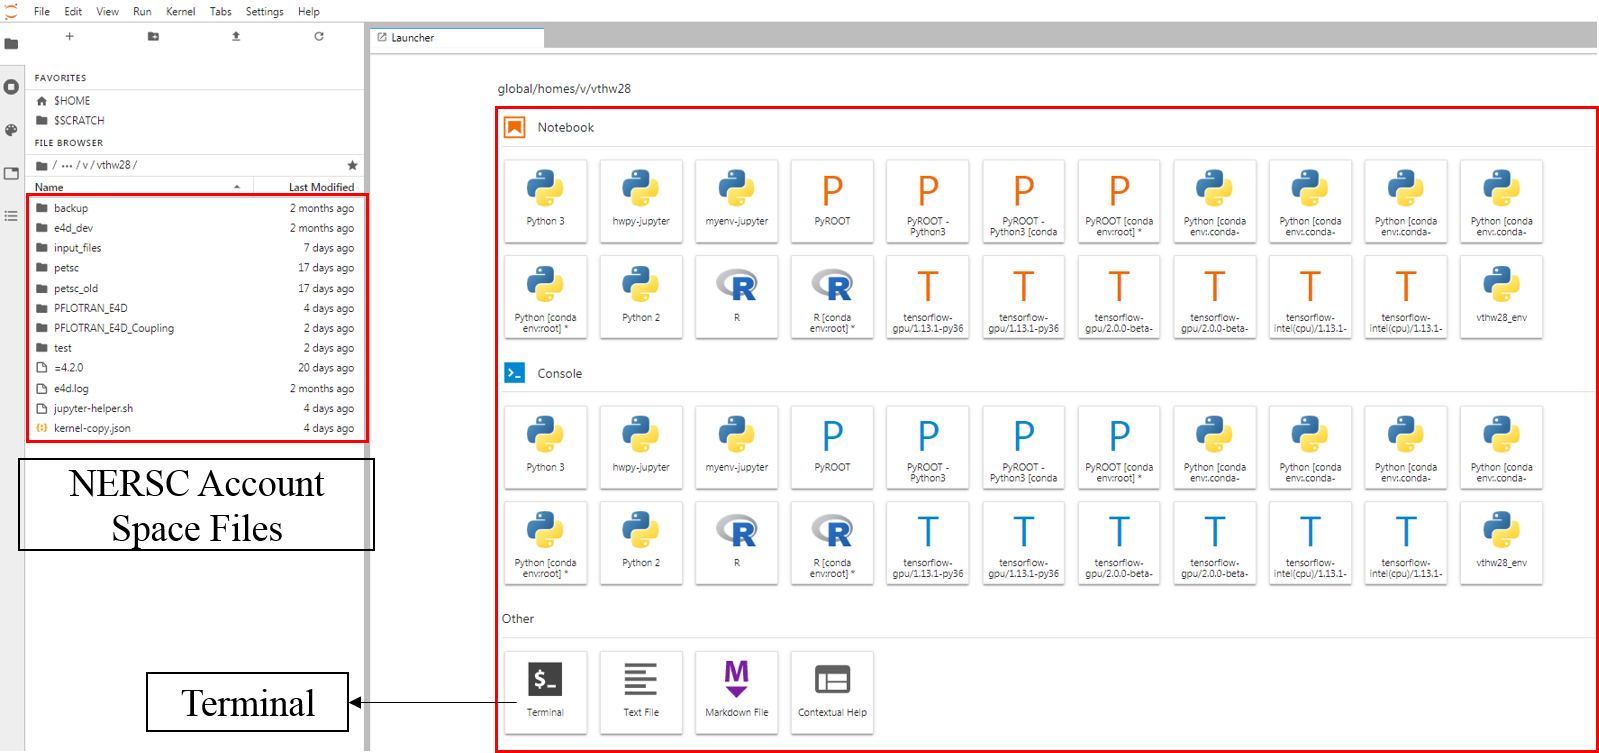 File Edit View Run Kernel Tabs Settings Help
Launcher
FAVORITES
$HOME
$SCRATCH
FILE BROWSER
/ ··· / v / vthw28 /
Name Last Modified
backup 2 months ago
e4d_dev 2 months ago
input_files 7 days ago
petsc 17 days ago
petsc_old 17 days ago
PFLOTRAN_E4D 4 days ago
PFLOTRAN_E4D_Coupling 2 days ago
test 2 days ago
=4.2.0 20 days ago
e4d.log 2 months ago
jupyter-helper.sh 4 days ago
kernel-copy.json 4 days ago
NERSC Account
Space Files
Terminal
global/homes/v/vthw28
Notebook
Python 3
hwpy-jupyter
myenv-jupyter
P
PyROOT
P
PyROOT -
Python3
P
PyROOT -
Python3 [conda
P
PyROOT [conda
env:root] *
Python [conda
env:.conda-
Python [conda
env:.conda-
Python [conda
env:.conda-
Python [conda
env:.conda-
Python [conda
env:root] *
Python 2
R
R
R
R [conda
env:root] *
T
tensorflow-
gpu/1.13.1-py36
T
tensorflow-
gpu/1.13.1-py36
T
tensorflow-
gpu/2.0.0-beta-
T
tensorflow-
gpu/2.0.0-beta-
T
tensorflow-
intel(cpu)/1.13.1-
T
tensorflow-
intel(cpu)/1.13.1-
vthw28_env
>_
Console
Python 3
hwpy-jupyter
myenv-jupyter
P
PyROOT
P
PyROOT -
Python3
P
PyROOT -
Python3 [conda
P
PyROOT [conda
env:root] *
Python [conda
env:.conda-
Python [conda
env:.conda-
Python [conda
env:.conda-
Python [conda
env:.conda-
Python [conda
env:root] *
Python 2
R
R
R
R [conda
env:root] *
T
tensorflow-
gpu/1.13.1-py36
T
tensorflow-
gpu/1.13.1-py36
T
tensorflow-
gpu/2.0.0-beta-
T
tensorflow-
gpu/2.0.0-beta-
T
tensorflow-
intel(cpu)/1.13.1-
T
tensorflow-
intel(cpu)/1.13.1-
vthw28_env
Other
$_
Terminal
Text File
M
Markdown File
Contextual Help